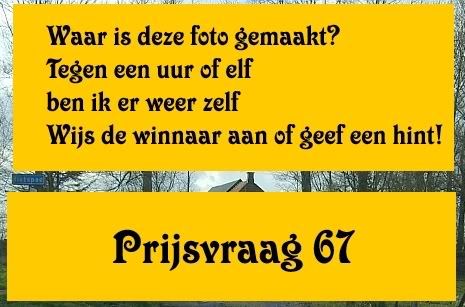 Waar is deze foto gemaakt?
Tegen een uur of elf
ben ik er weer zelf
Wijs de winnaar aan of geef een hint!
Prijsvraag 67